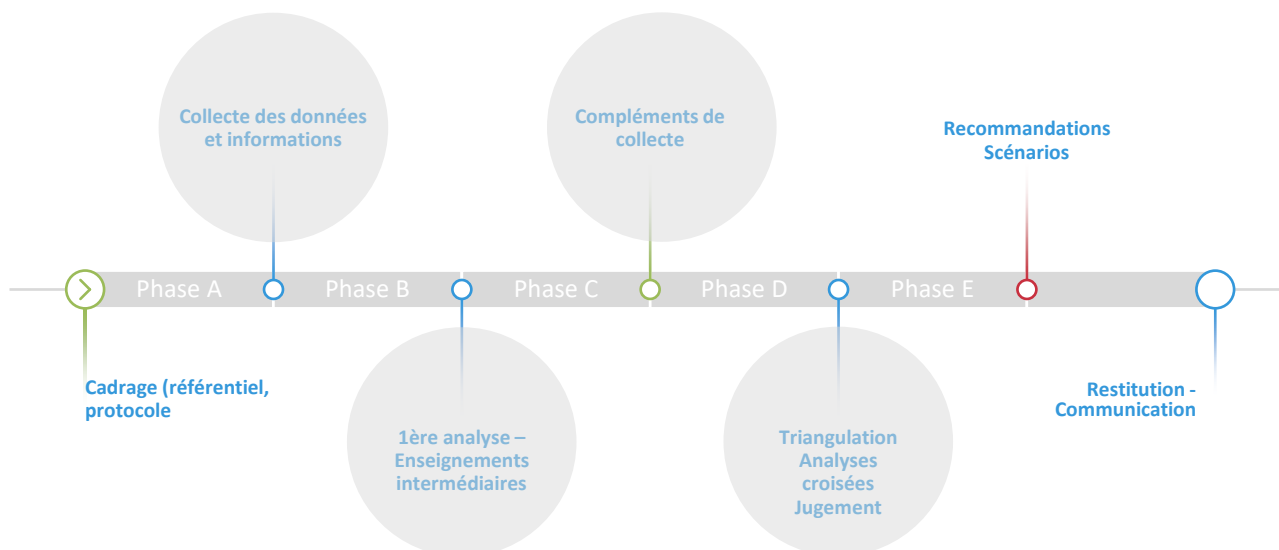 Collecte des données
et informations
Compléments de
collecte
Recommandations
Scénarios
Phase A
Phase B
Phase C
Phase D
Phase E
Cadrage (référentiel,
protocole
1ère analyse –
Enseignements
intermédiaires
Triangulation
Analyses
croisées
Jugement
Restitution -
Communication